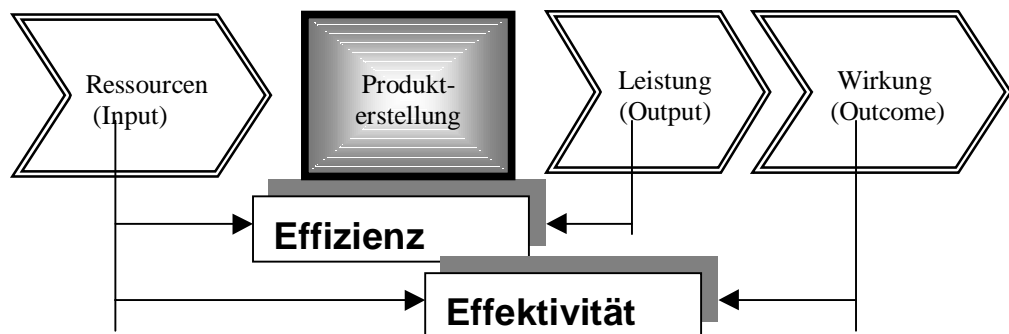 Ressourcen
(Input)
Produkt-
erstellung
Leistung
(Output)
Wirkung
(Outcome)
Effizienz
Effektivität